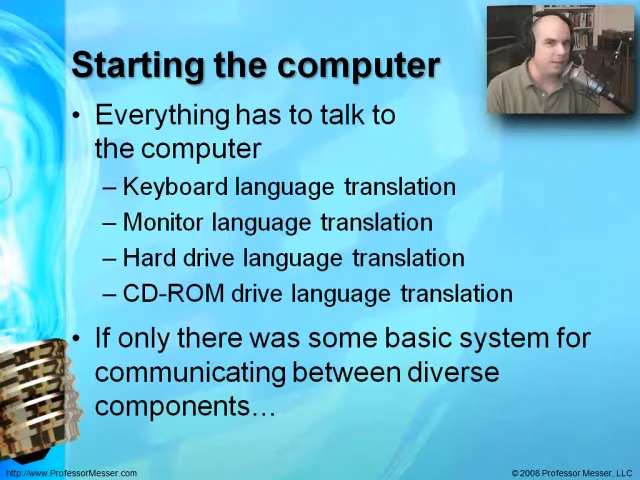 Starting the computer
• Everything has to talk to
the computer
– Keyboard language translation
– Monitor language translation
– Hard drive language translation
– CD-ROM drive language translation
• If only there was some basic system for
communicating between diverse
components…
http://www.ProfessorMesser.com
© 2008 Professor Messer, LLC